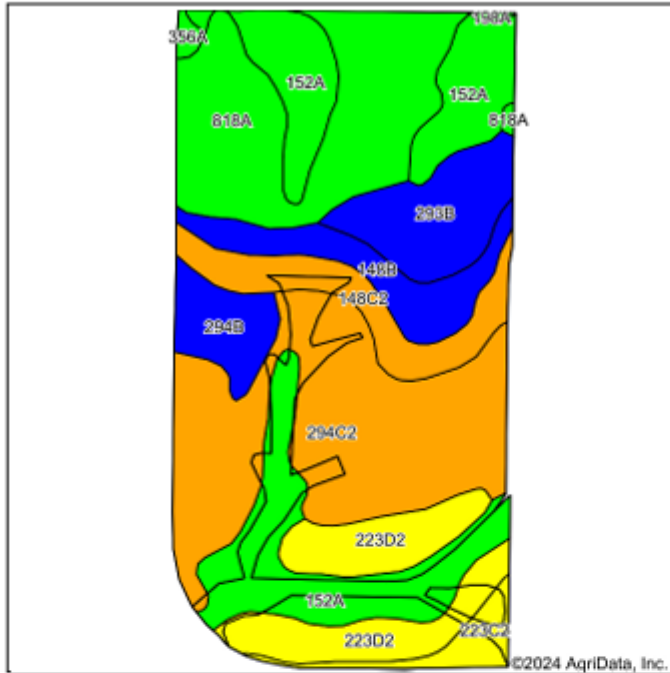 198A
356A
152A
152A
818A
818A
293B
148B
148C2
294B
294C2
223D2
152A
223C2
223D2
©2024 AgriData, Inc.